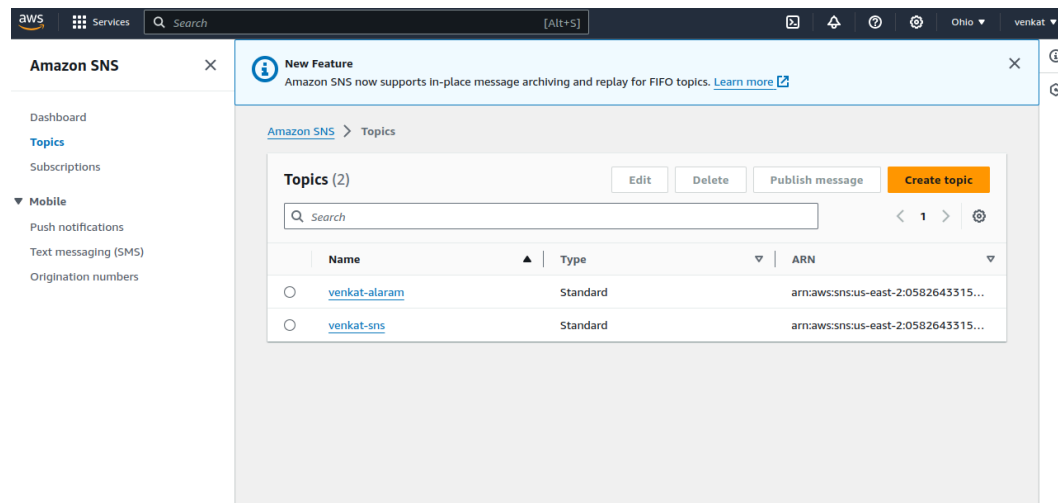 aws Services Search [Alt+S] Ohio venkat
Amazon SNS
Dashboard
Topics
Subscriptions
Mobile
Push notifications
Text messaging (SMS)
Origination numbers
New Feature
Amazon SNS now supports in-place message archiving and replay for FIFO topics. Learn more
Amazon SNS > Topics
Topics (2) Edit Delete Publish message Create topic
Search < 1 >
Name Type ARN
venkat-alaram Standard arn:aws:sns:us-east-2:0582643315...
venkat-sns Standard arn:aws:sns:us-east-2:0582643315...